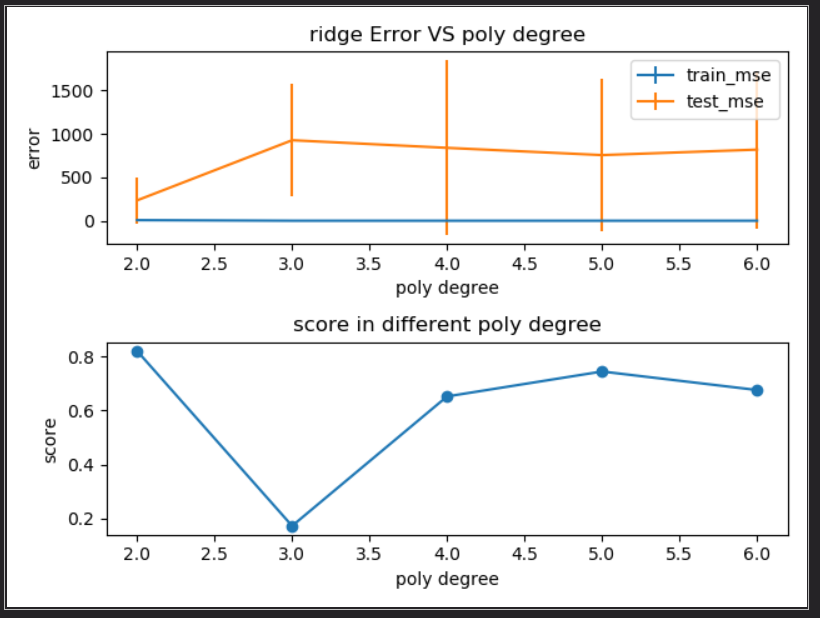 ridge Error VS poly degree
train_mse
test_mse
1500
1000
500
0
error
2.0 2.5 3.0 3.5 4.0 4.5 5.0 5.5 6.0
poly degree
score in different poly degree
0.8
0.6
0.4
0.2
score
2.0 2.5 3.0 3.5 4.0 4.5 5.0 5.5 6.0
poly degree